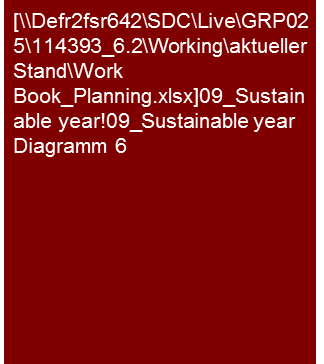 [\\Defr2fsr642\SDC\Live\GRP02
5\114393_6.2\Working\aktueller
Stand\Work
Book_Planning.xlsx]09_Sustain
able year!09_Sustainable year
Diagramm 6